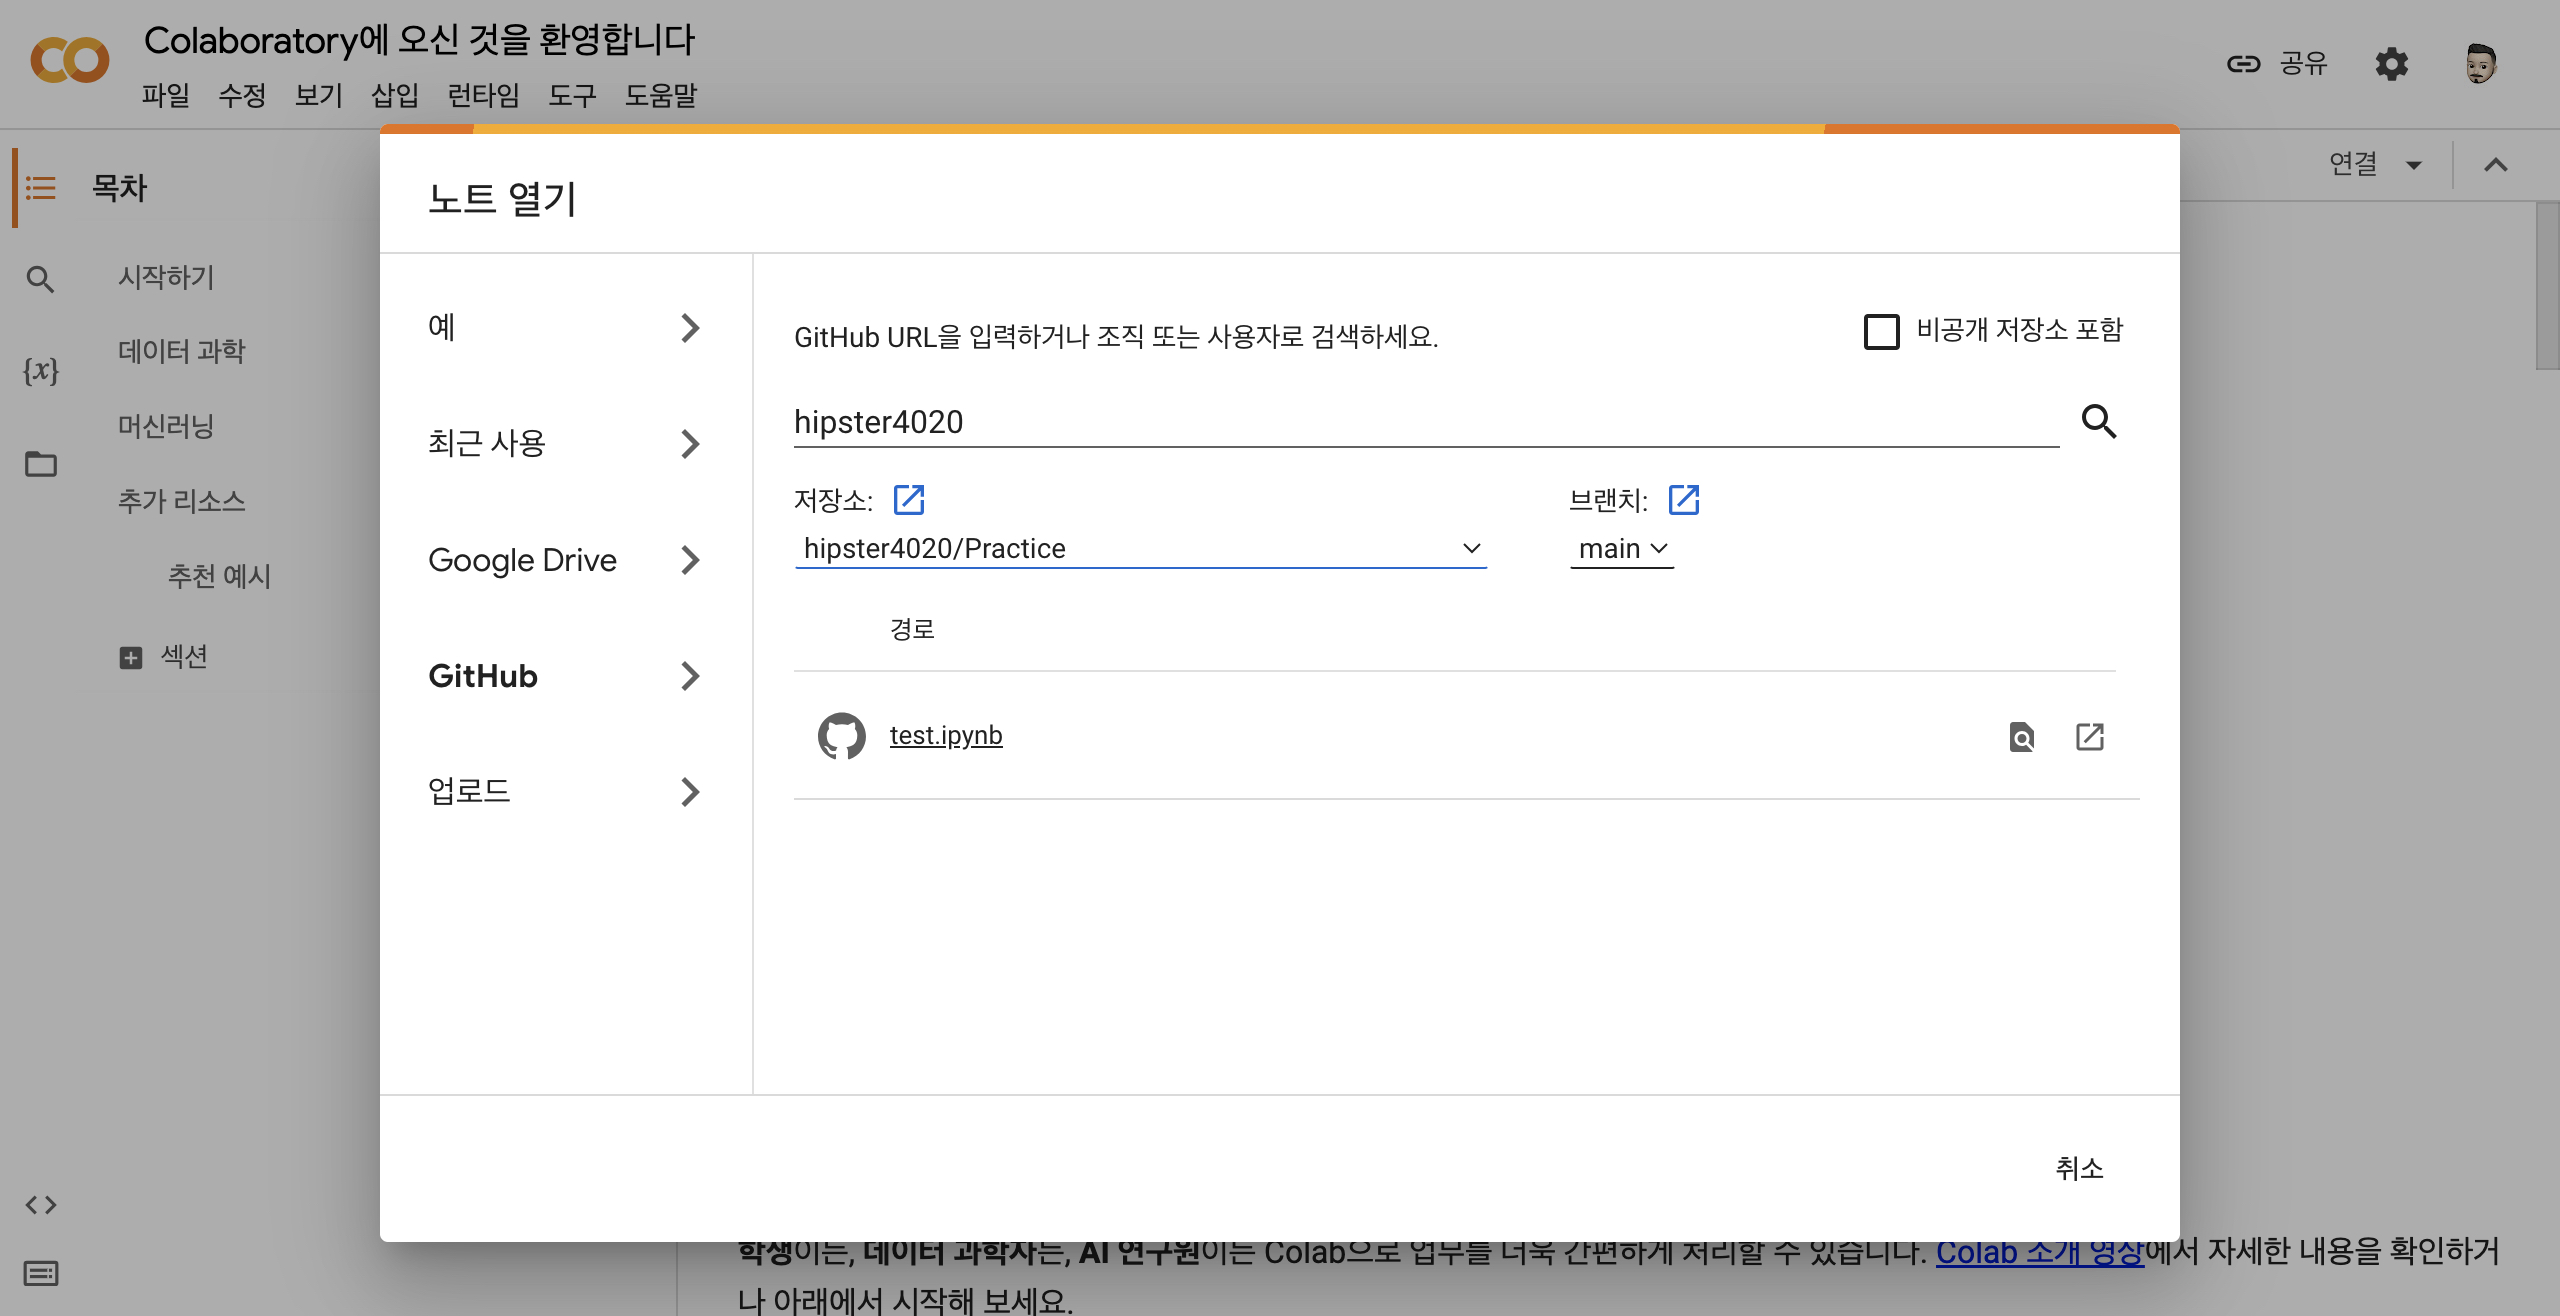 Colaboratory에 오신 것을 환영합니다
파일 수정 보기 삽입 런타임 도구 도움말
공유
목차
연결
시작하기
데이터 과학
{x}
머신러닝
추가 리소스
추천 예시
섹션
노트 열기
예
최근 사용
Google Drive
GitHub
업로드
GitHub URL을 입력하거나 조직 또는 사용자로 검색하세요.
비공개 저장소 포함
hipster4020
저장소: 브랜치:
hipster4020/Practice main
경로
test.ipynb
취소
학생이든, 데이터 과학자든, AI 연구원이든 Colab으로 업무를 더욱 간편하게 처리할 수 있습니다. Colab 소개 영상에서 자세한 내용을 확인하거
나 아래에서 시작해 보세요.